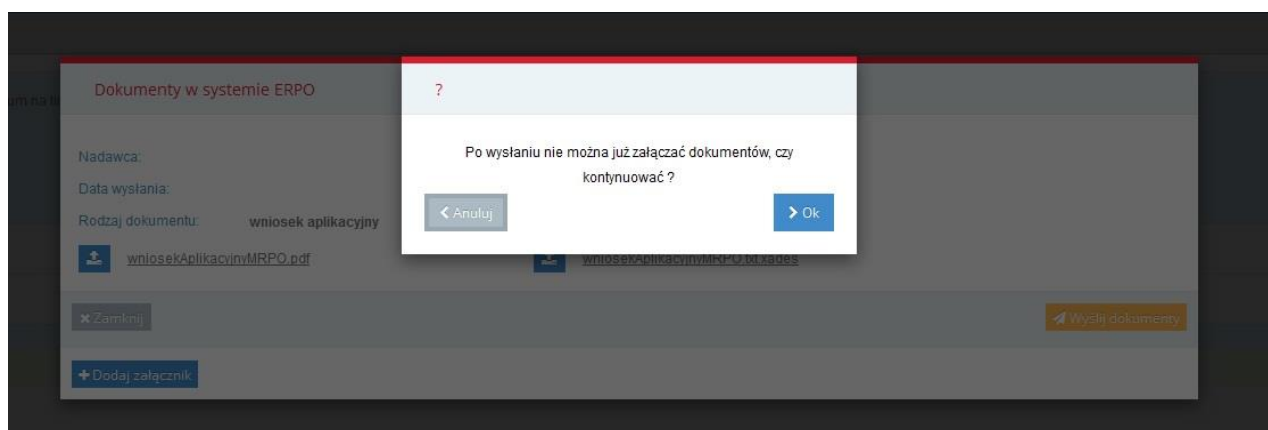 Dokumenty w systemie ERPO
?
Po wysłaniu nie można już załączać dokumentów, czy
kontynuować ?
Nadawca:
Data wysłania:
Rodzaj dokumentu: wniosek aplikacyjny
Anuluj
Ok
wniosekAplikacyjnyMRPO.pdf
wniosekAplikacyjnyMRPO.txt.xades
Zamknij
Wyślij dokumenty
Dodaj załącznik